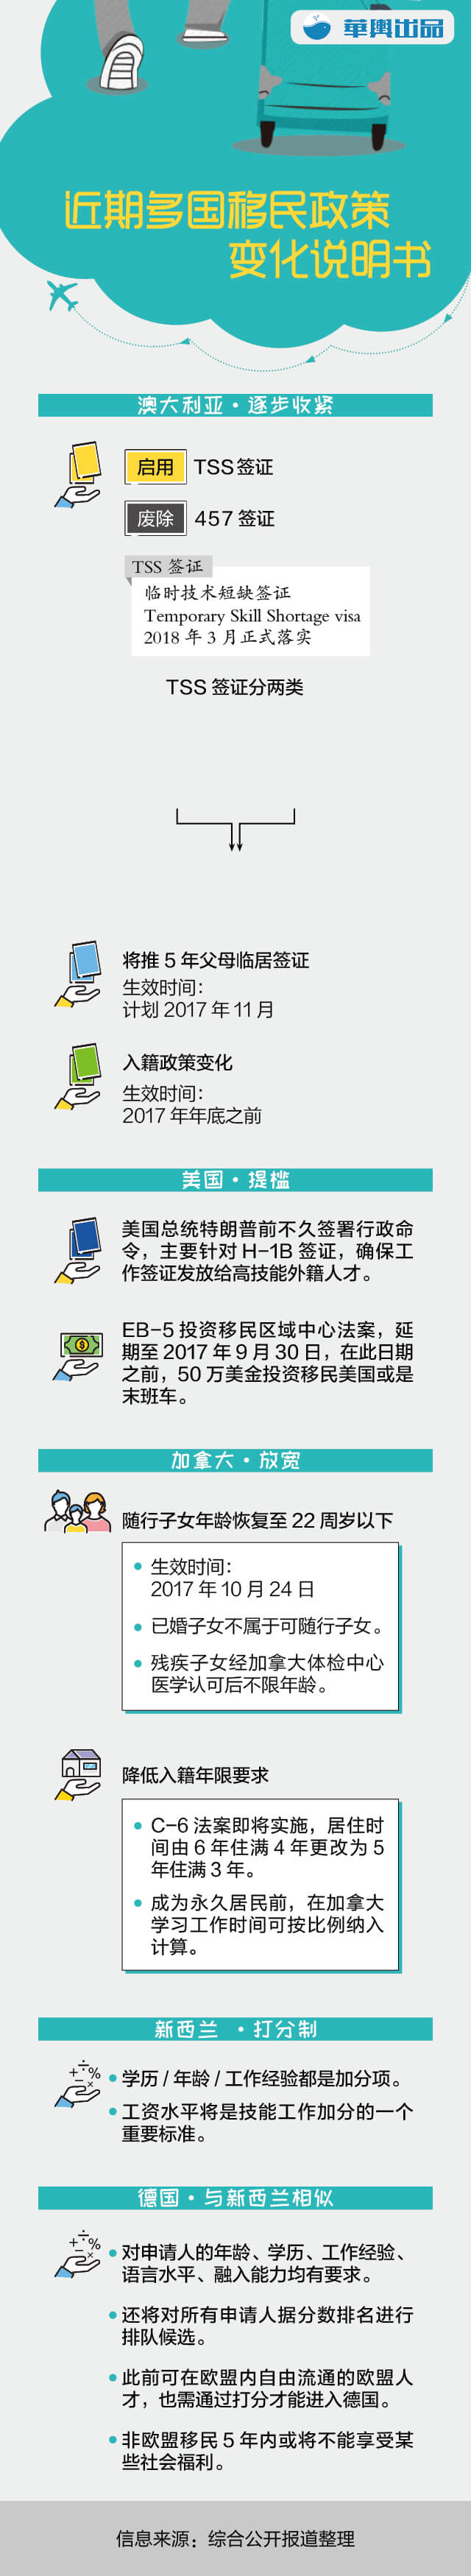 華輿出品
近期多国移民政策
变化说明书
澳大利亚·逐步收紧
启用 TSS签证
废除 457 签证
TSS 签证
临时技术短缺签证
Temporary Skill Shortage visa
2018 年 3 月正式落实
TSS 签证分两类
将推 5 年父母临居签证
生效时间：
计划 2017 年 11 月
入籍政策变化
生效时间：
2017 年年底之前
美国·提槛
美国总统特朗普前不久签署行政命
令，主要针对 H-1B 签证，确保工
作签证发放给高技能外籍人才。
EB-5 投资移民区域中心法案，延
期至 2017 年 9 月 30 日，在此日期
之前，50 万美金投资移民美国或是
末班车。
加拿大·放宽
随行子女年龄恢复至 22 周岁以下
• 生效时间：
2017 年 10 月 24 日
• 已婚子女不属于可随行子女。
• 残疾子女经加拿大体检中心
医学认可后不限年龄。
降低入籍年限要求
• C-6 法案即将实施，居住时
间由 6 年住满 4 年更改为 5
年住满 3 年。
• 成为永久居民前，在加拿大
学习工作时间可按比例纳入
计算。
新西兰 ·打分制
• 学历 / 年龄 / 工作经验都是加分项。
• 工资水平将是技能工作加分的一个
重要标准。
德国·与新西兰相似
• 对申请人的年龄、学历、工作经验、
语言水平、融入能力均有要求。
• 还将对所有申请人据分数排名进行
排队候选。
• 此前可在欧盟内自由流通的欧盟人
才，也需通过打分才能进入德国。
• 非欧盟移民 5 年内或将不能享受某
些社会福利。
信息来源：综合公开报道整理